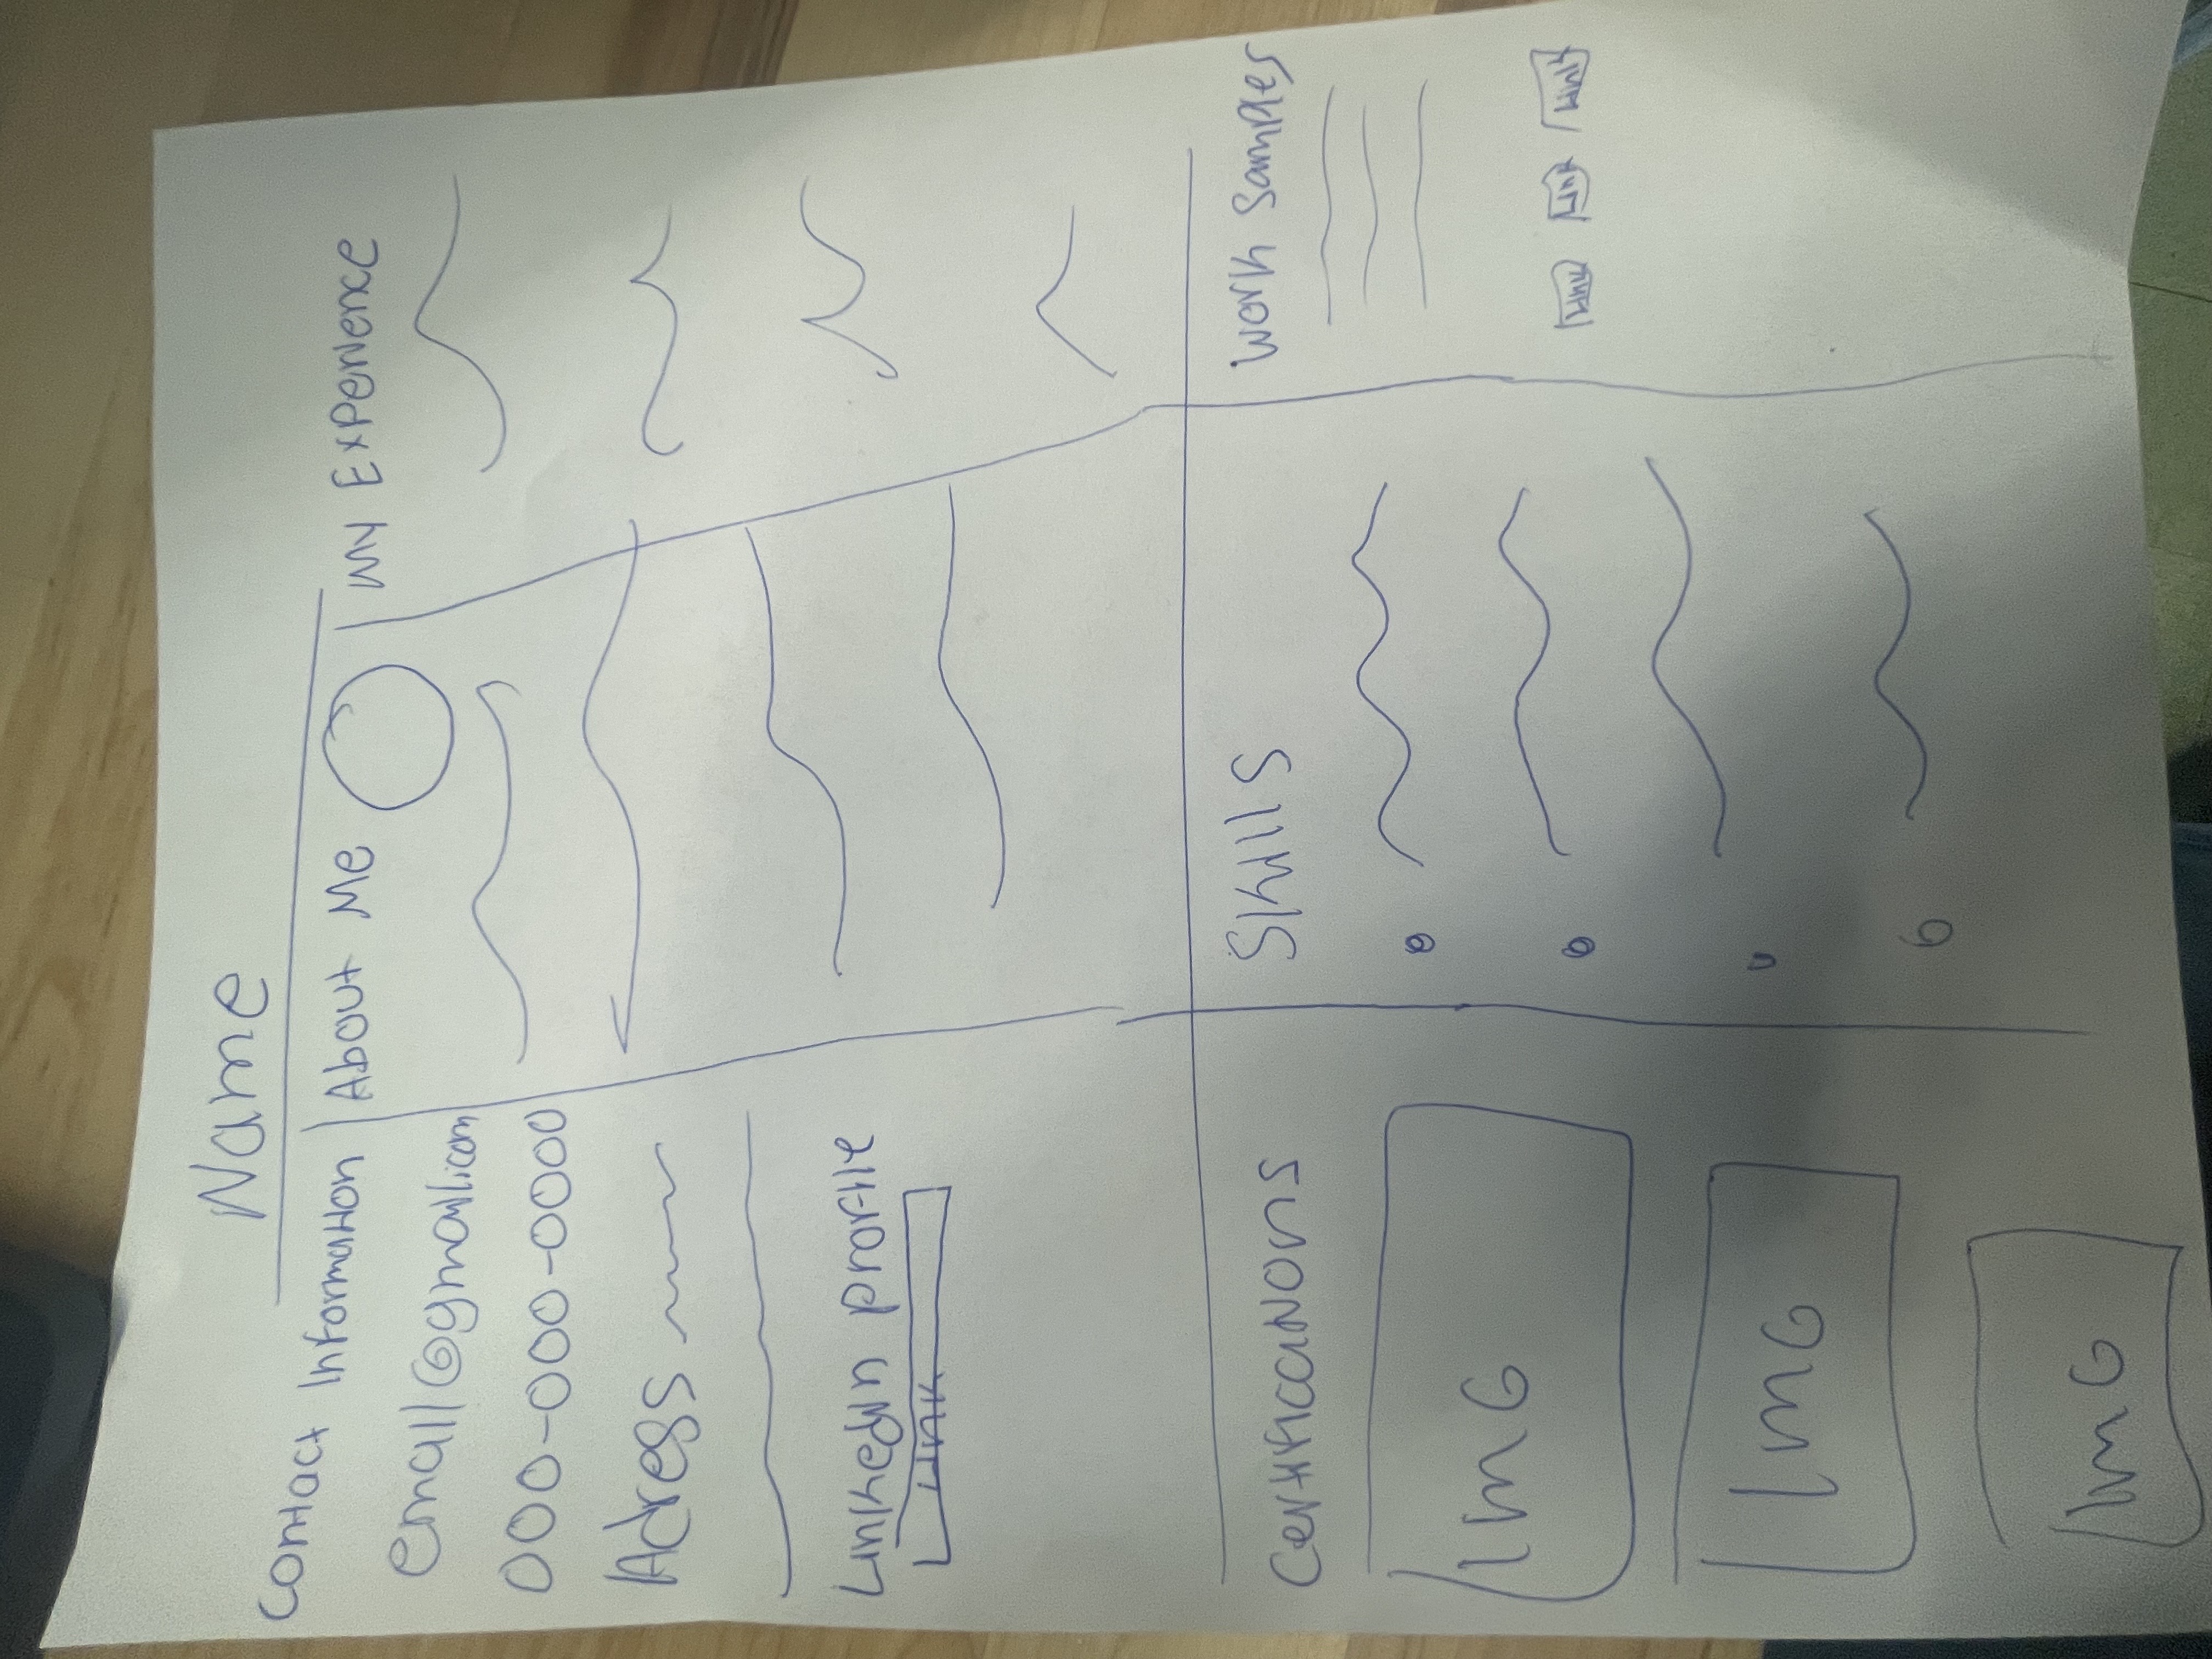 Name
Contact Information
email@gmail.com
000-000-0000
Adress
LinkedIn profile
Link
About Me
My Experience
Certifications
IMG
IMG
IMG
Skills
Work Samples
Link Link Link